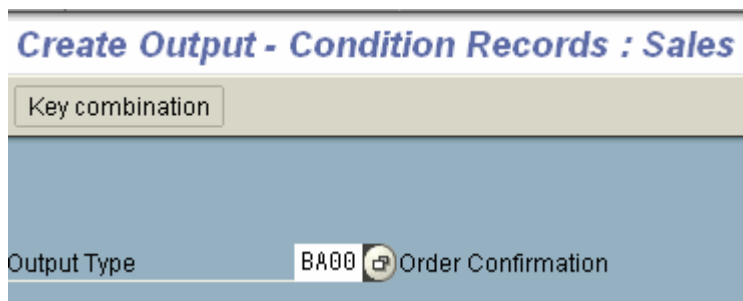 Create Output - Condition Records : Sales
Key combination
Output Type BA00 Order Confirmation